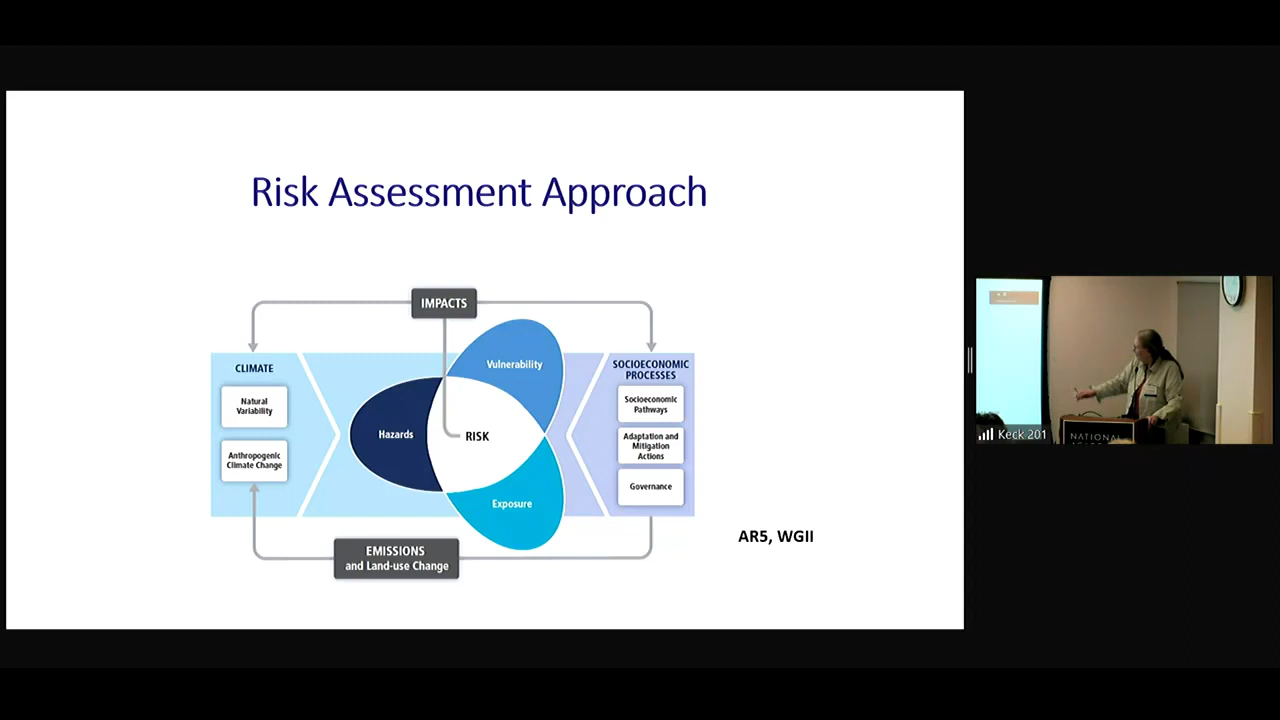 Risk Assessment Approach
IMPACTS
CLIMATE
Natural
Variability
Anthropogenic
Climate Change
Vulnerability
Hazards
RISK
Exposure
SOCIOECONOMIC
PROCESSES
Socioeconomic
Pathways
Adaptation and
Mitigation
Actions
Governance
EMISSIONS
and Land-use Change
AR5, WGII
Keck 201
NATIONAL